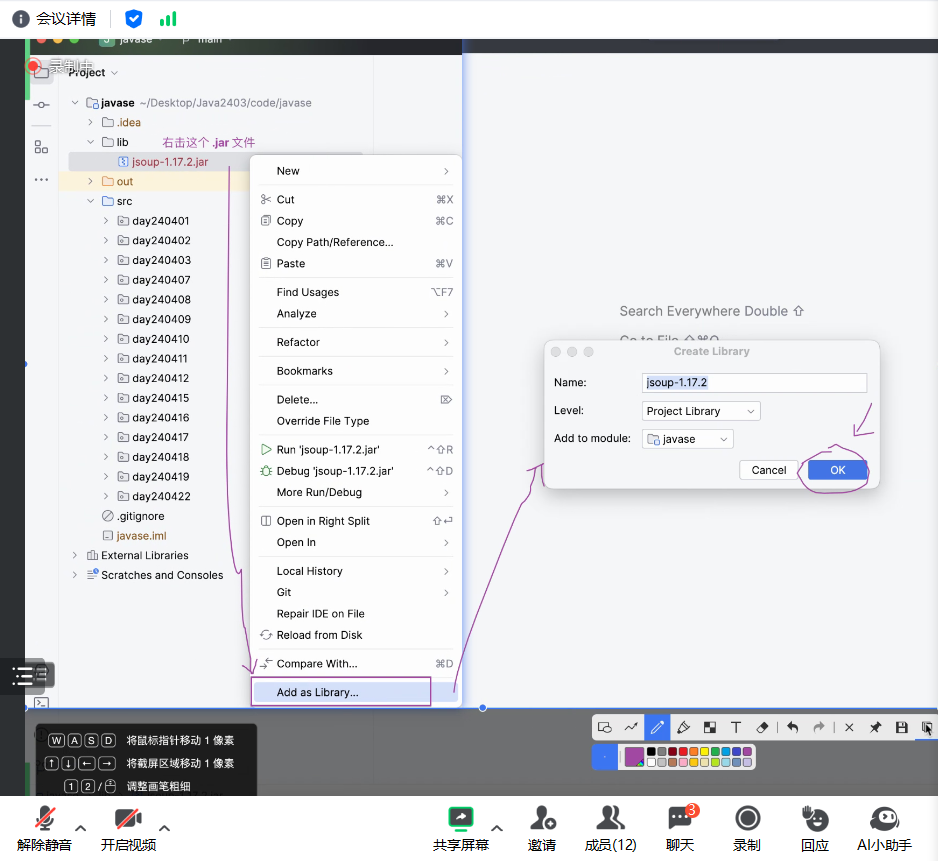 会议详情
javase
main
录制中
Project
javase ~/Desktop/Java2403/code/javase
.idea
lib
右击这个 .jar 文件
jsoup-1.17.2.jar
out
src
day240401
day240402
day240403
day240407
day240408
day240409
day240410
day240411
day240412
day240415
day240416
day240417
day240418
day240419
day240422
.gitignore
javase.iml
External Libraries
Scratches and Consoles
New
Cut ⌘X
Copy ⌘C
Copy Path/Reference...
Paste ⌘V
Find Usages ⌥F7
Analyze
Refactor
Bookmarks
Delete... ⌦
Override File Type
Run 'jsoup-1.17.2.jar' ⌃⇧R
Debug 'jsoup-1.17.2.jar' ⌃⇧D
More Run/Debug
Open in Right Split ⇧↩
Open In
Local History
Git
Repair IDE on File
Reload from Disk
Compare With... ⌘D
Add as Library...
Search Everywhere Double ⇧
Go to File ⇧⌘O
Create Library
Name: jsoup-1.17.2
Level: Project Library
Add to module: javase
Cancel OK
W A S D 将鼠标指针移动 1 像素
↑ ↓ ← → 将截屏区域移动 1 像素
1 2 / 调整画笔粗细
T
解除静音
开启视频
共享屏幕
邀请
成员(12)
3
聊天
录制
回应
AI小助手